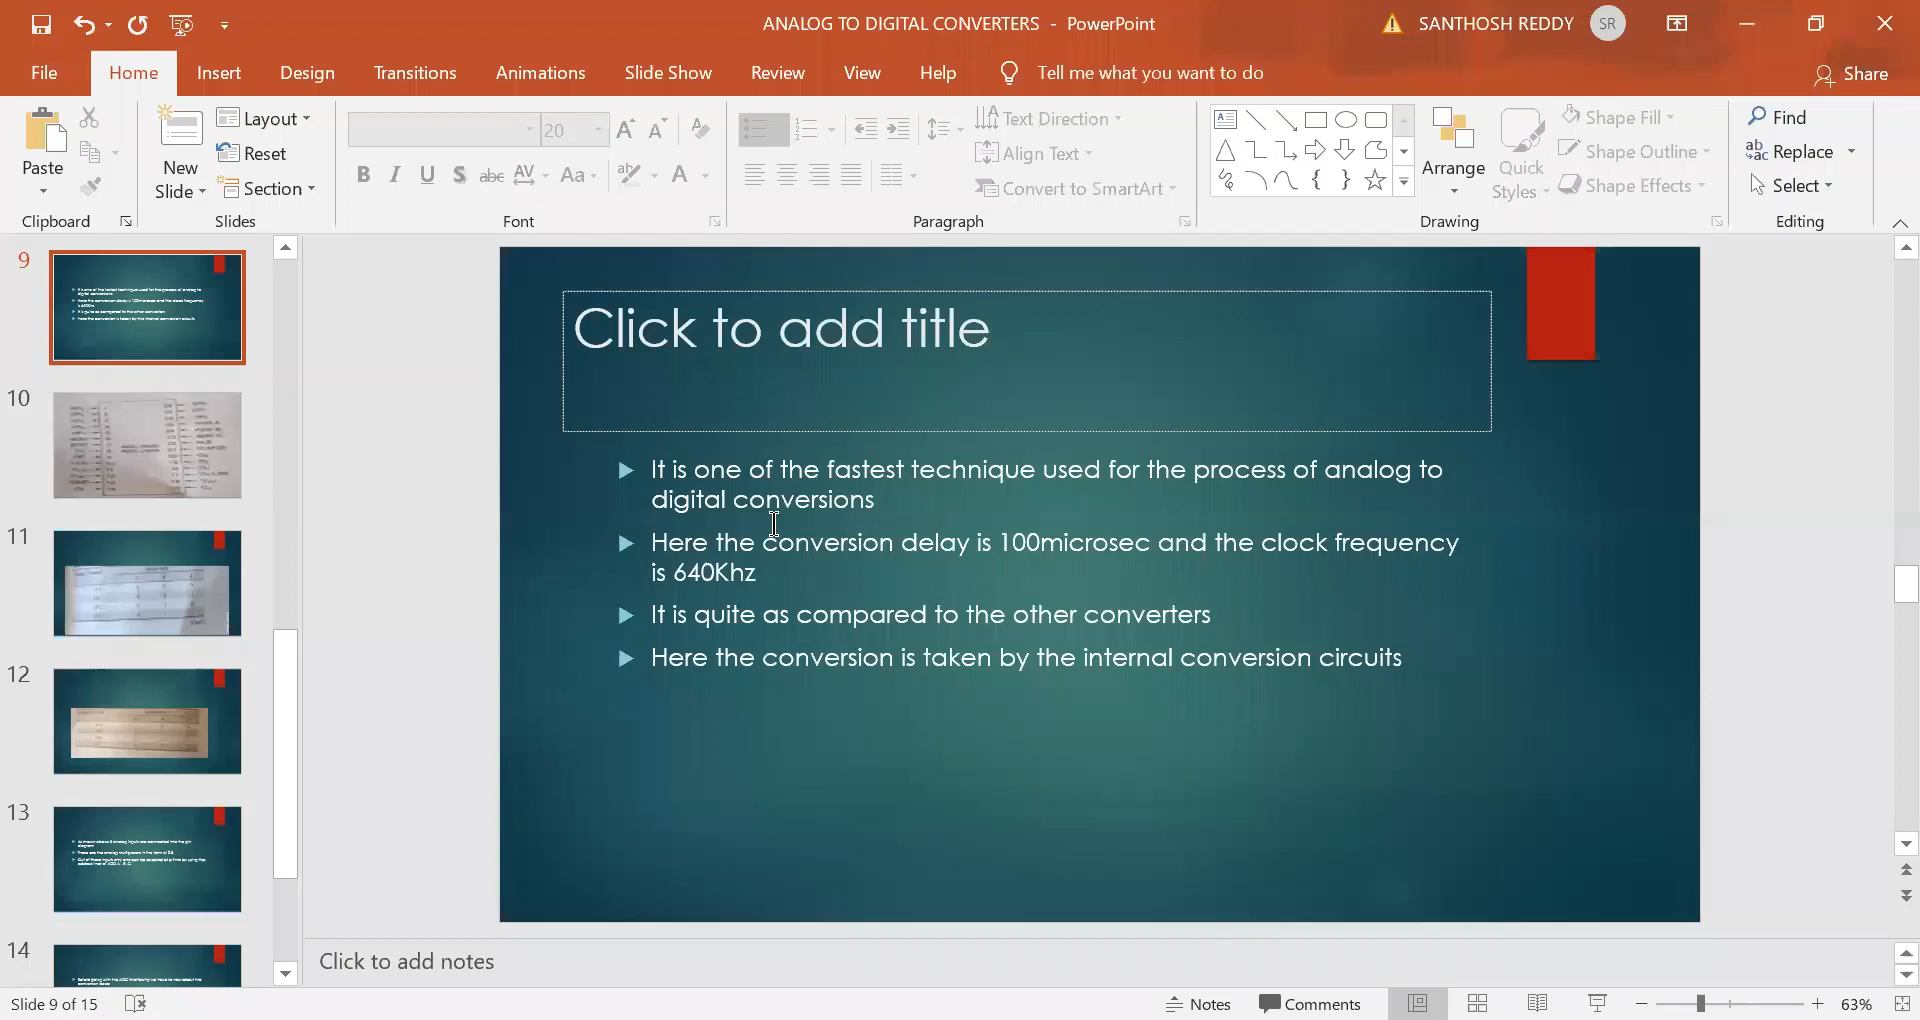 ANALOG TO DIGITAL CONVERTERS - PowerPoint
SANTHOSH REDDY
SR
File
Home
Insert
Design
Transitions
Animations
Slide Show
Review
View
Help
Tell me what you want to do
Share
Paste
Clipboard
New Slide
Layout
Reset
Section
Slides
20
B I U S abc AV Aa A
Font
Text Direction
Align Text
Convert to SmartArt
Paragraph
Arrange
Quick Styles
Shape Fill
Shape Outline
Shape Effects
Drawing
Find
Replace
Select
Editing
9
10
11
12
13
14
Click to add title
It is one of the fastest technique used for the process of analog to
digital conversions
Here the conversion delay is 100microsec and the clock frequency
is 640Khz
It is quite as compared to the other converters
Here the conversion is taken by the internal conversion circuits
Click to add notes
Slide 9 of 15
Notes
Comments
63%